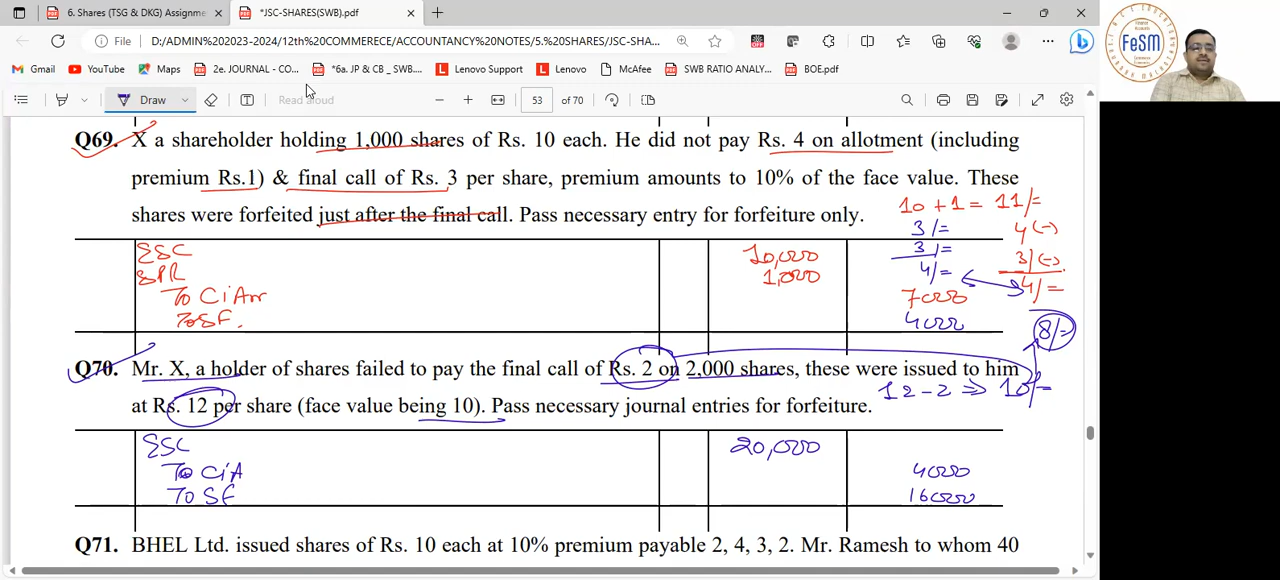 6. Shares (TSG & DKG) Assignme
*JSC-SHARES(SWB).pdf
File
D:/ADMIN%202023-2024/12th%20COMMERECE/ACCOUNTANCY%20NOTES/5.%20SHARES/JSC-SHA...
Gmail YouTube Maps 2e. JOURNAL - CO... *6a. JP & CB _ SWB.... Lenovo Support Lenovo McAfee SWB RATIO ANALY... BOE.pdf
Draw Read aloud 53 of 70
FeSM
Q69. X a shareholder holding 1,000 shares of Rs. 10 each. He did not pay Rs. 4 on allotment (including
premium Rs.1) & final call of Rs. 3 per share, premium amounts to 10% of the face value. These
shares were forfeited just after the final call. Pass necessary entry for forfeiture only.
10 + 1 = 11/=
3/= 4(-)
3/= 3/(-)
4/= 4/=
ESC 10,000
SPR 1,000
To CiArr 7000
To SF. 4000
8/=
Q70. Mr. X, a holder of shares failed to pay the final call of Rs. 2 on 2,000 shares, these were issued to him
12 - 2 ⇒ 10/=
at Rs. 12 per share (face value being 10). Pass necessary journal entries for forfeiture.
ESC 20,000
To CiA 4000
To SF 16000
Q71. BHEL Ltd. issued shares of Rs. 10 each at 10% premium payable 2, 4, 3, 2. Mr. Ramesh to whom 40